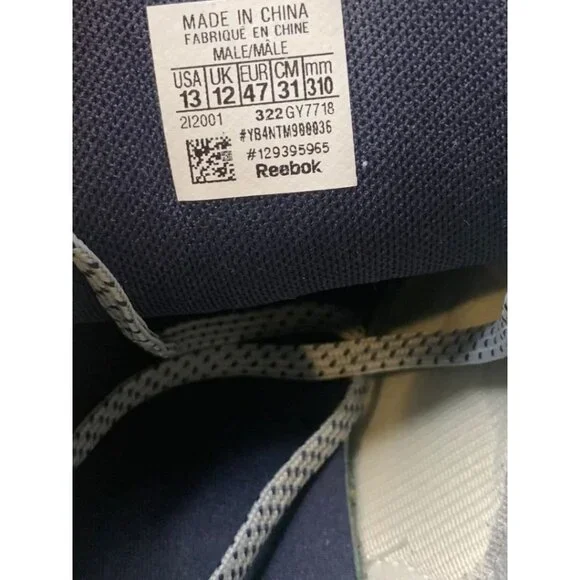 MADE IN CHINA
FABRIQUÉ EN CHINE
MALE/MÂLE
USA UK EUR CM mm
13 12 47 31 310
2I2001 322 GY7718
#YB4NTM900036
#129395965
Reebok